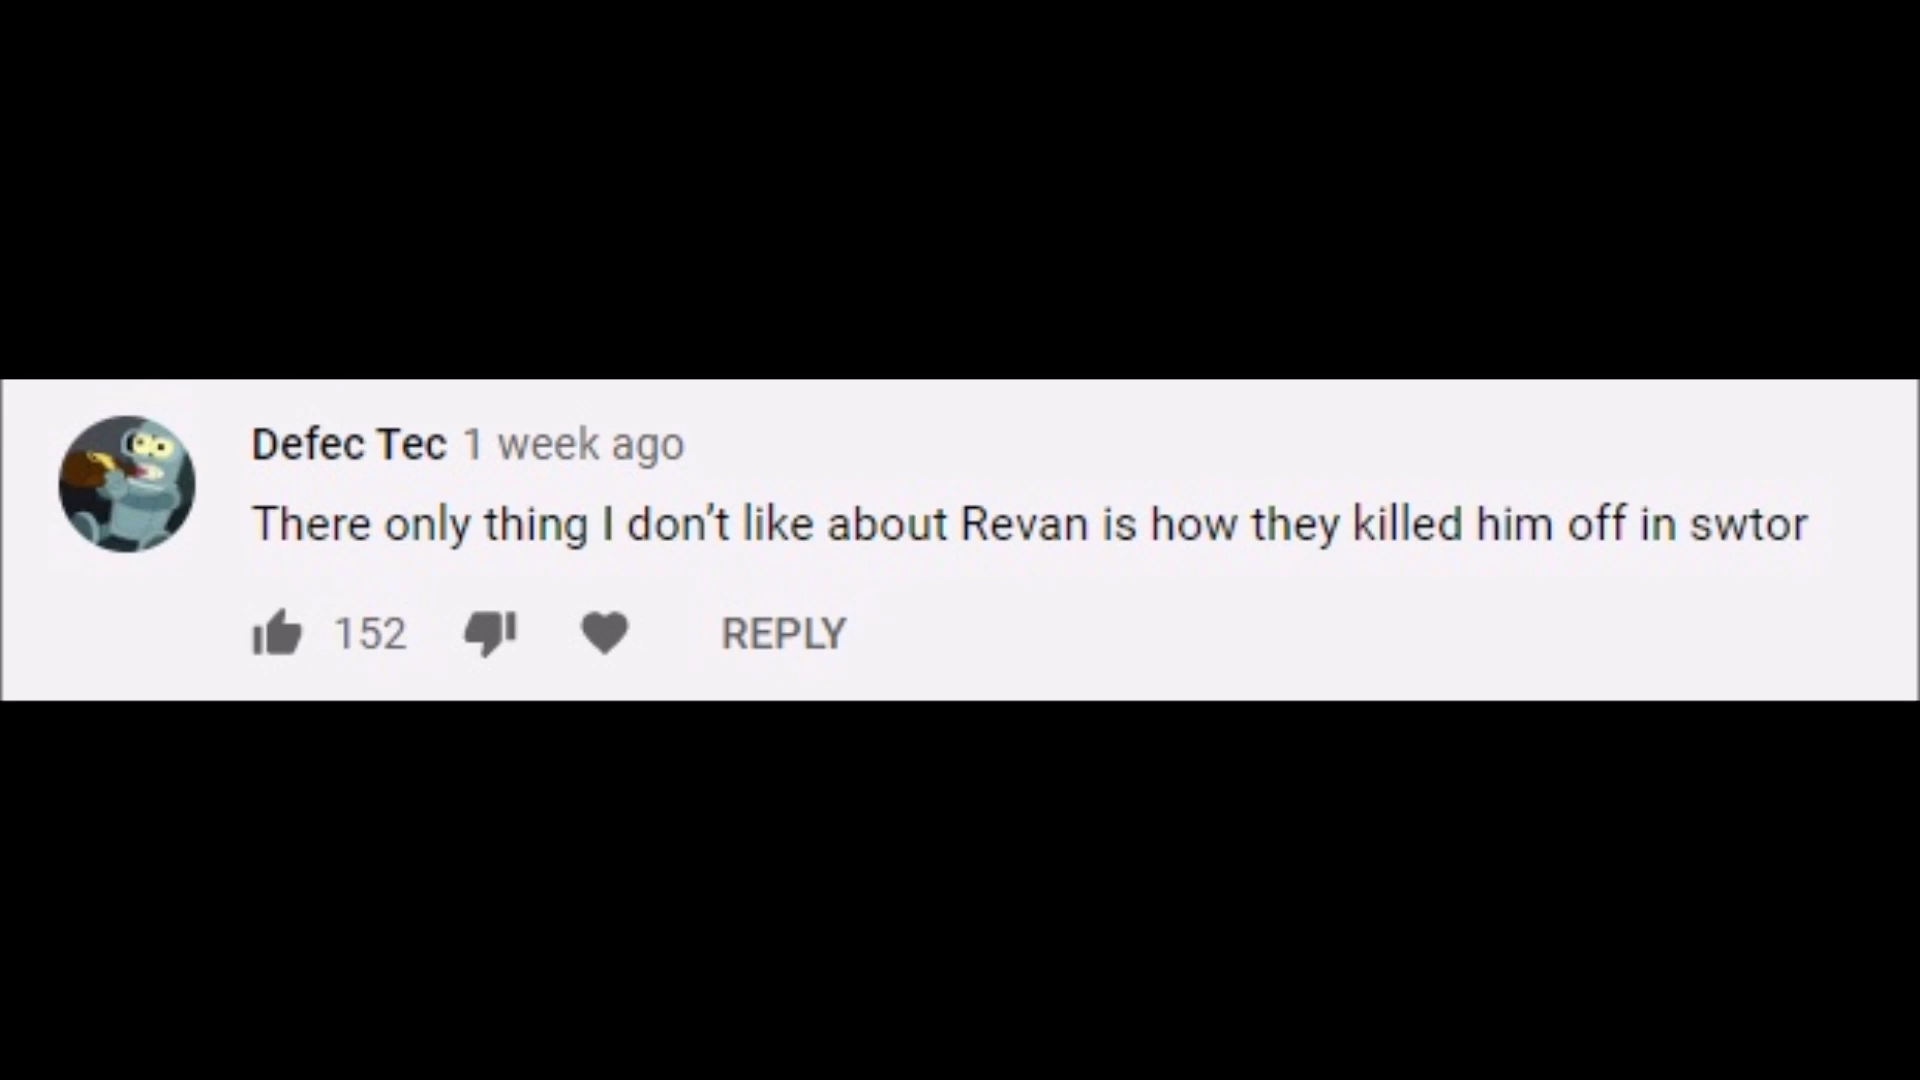 Defec Tec 1 week ago
There only thing I don't like about Revan is how they killed him off in swtor
152 REPLY